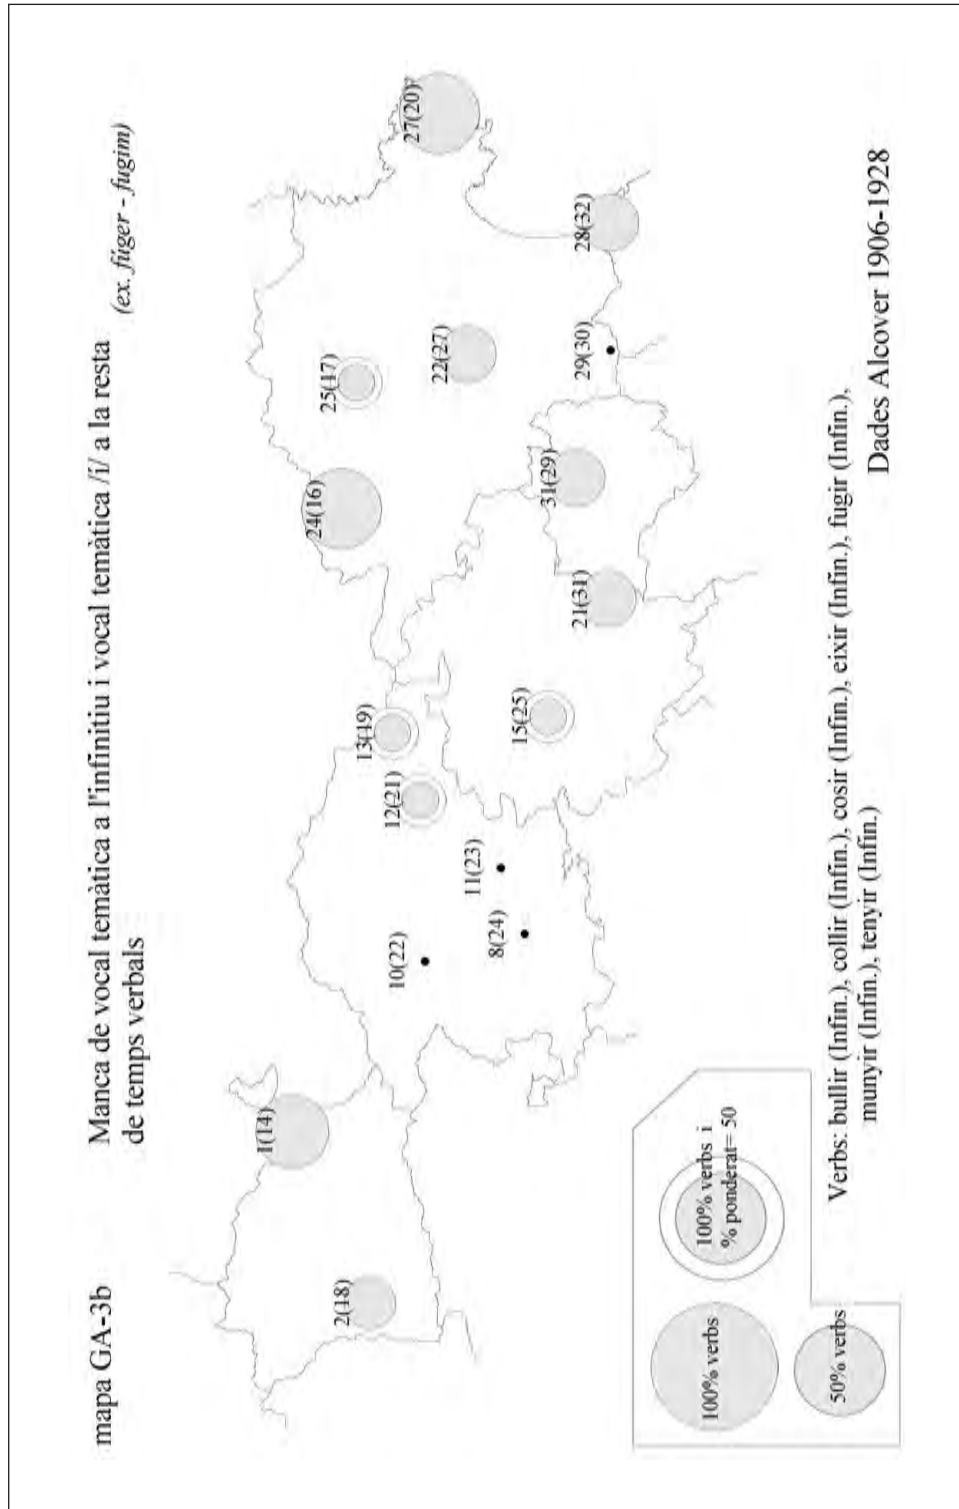 mapa GA-3b
Manca de vocal temàtica a l'infinitiu i vocal temàtica /i/ a la resta
de temps verbals
(ex. fúger - fugim)
1(14)
2(18)
10(22)
8(24)
11(23)
12(21)
13(19)
15(25)
24(16)
25(17)
22(27)
21(31)
31(29)
29(30)
28(32)
27(20)
100% verbs
50% verbs
100% verbs i
% ponderat= 50
Verbs: bullir (Infin.), collir (Infin.), cosir (Infin.), eixir (Infin.), fugir (Infin.),
munyir (Infin.), tenyir (Infin.)
Dades Alcover 1906-1928